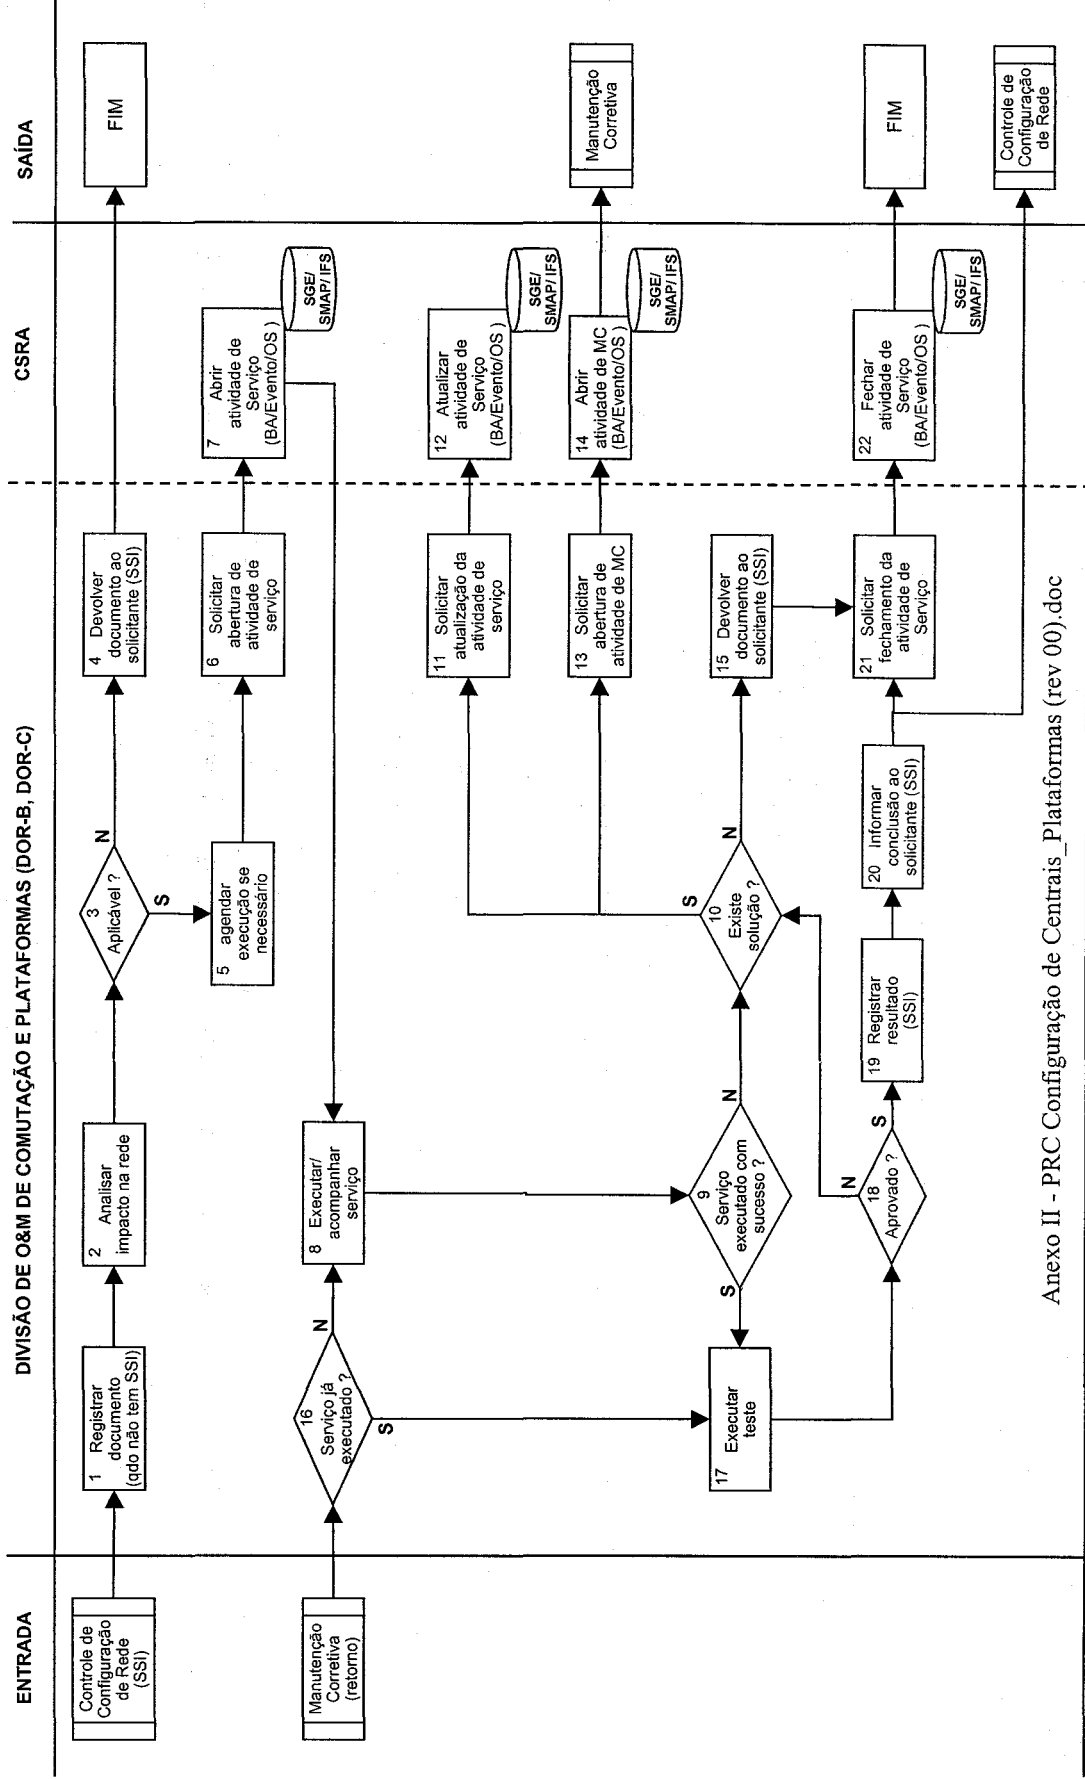 ENTRADA
DIVISÃO DE O&M DE COMUTAÇÃO E PLATAFORMAS (DOR-B, DOR-C)
CSRA
SAÍDA
Controle de
Configuração
de Rede
(SSI)
1 Registrar
documento
(qdo não tem SSI)
2 Analisar
impacto na rede
3
Aplicável ?
N
S
4 Devolver
documento ao
solicitante (SSI)
FIM
5 agendar
execução se
necessário
6 Solicitar
abertura de
atividade de
serviço
7 Abrir
atividade de
Serviço
(BA/Evento/OS)
SGE/
SMAP/ IFS
Manutenção
Corretiva
(retorno)
16
Serviço já
executado ?
N
S
8 Executar/
acompanhar
serviço
11 Solicitar
atualização da
atividade de
serviço
12 Atualizar
atividade de
Serviço
(BA/Evento/OS )
SGE/
SMAP/ IFS
13 Solicitar
abertura de
atividade de MC
14 Abrir
atividade de MC
(BA/Evento/OS )
SGE/
SMAP/ IFS
Manutenção
Corretiva
17 Executar
teste
S
9
Serviço
executado com
sucesso ?
N
10
Existe
solução ?
S
N
15 Devolver
documento ao
solicitante (SSI)
18
Aprovado ?
N
S
19 Registrar
resultado
(SSI)
20 Informar
conclusão ao
solicitante (SSI)
21 Solicitar
fechamento da
atividade de
Serviço
22 Fechar
atividade de
Serviço
(BA/Evento/OS )
SGE/
SMAP/ IFS
FIM
Controle de
Configuração
de Rede
Anexo II - PRC Configuração de Centrais_Plataformas (rev 00).doc